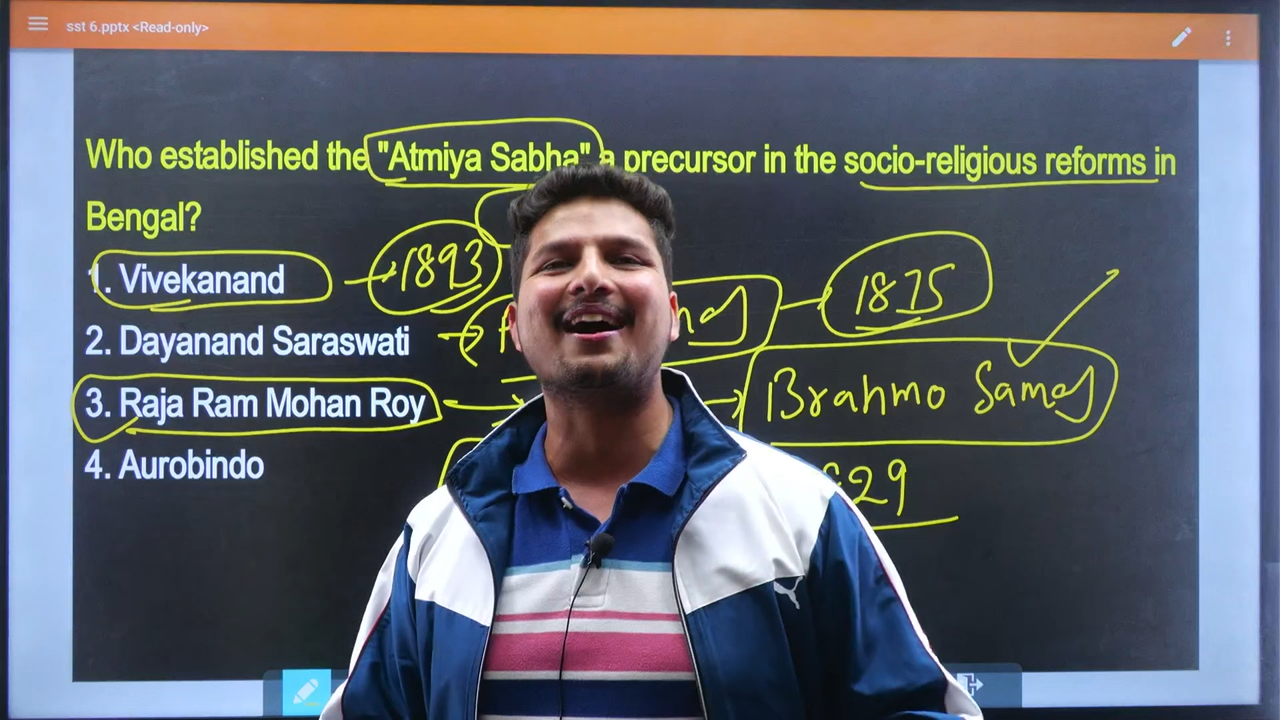 sst 6.pptx <Read-only>
Who established the "Atmiya Sabha" a precursor in the socio-religious reforms in
Bengal?
1. Vivekanand → 1893
1875
2. Dayanand Saraswati
3. Raja Ram Mohan Roy
Brahmo Samaj
4. Aurobindo
29